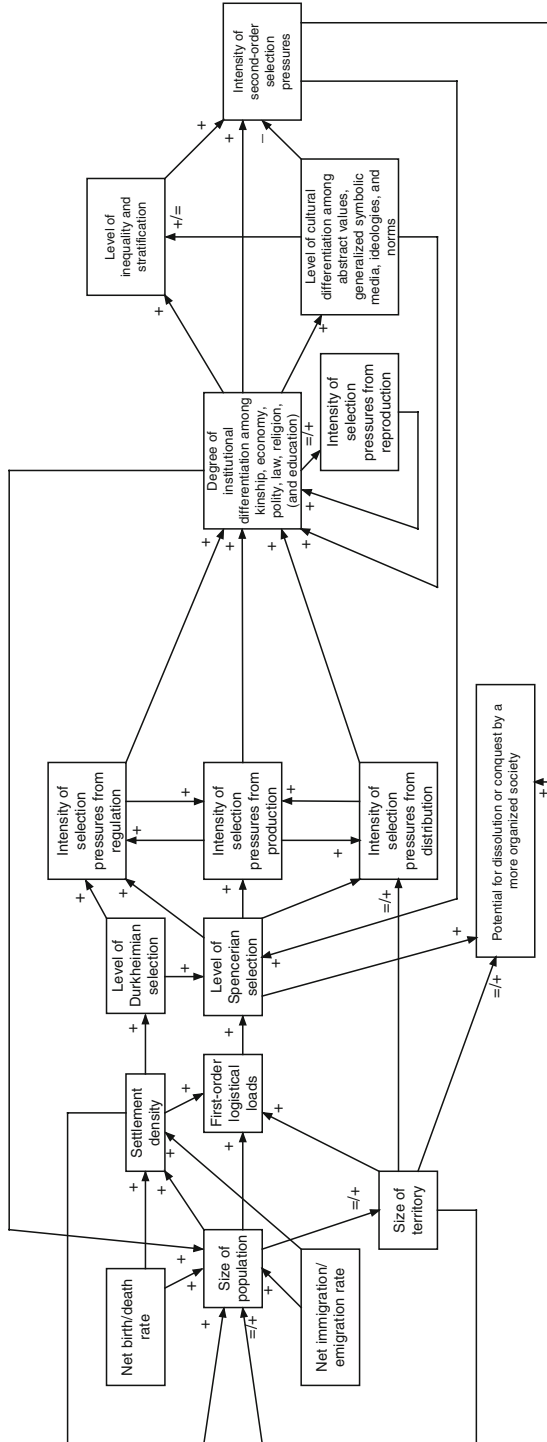 Net birth/death
rate
Size of
population
Net immigration/
emigration rate
Settlement
density
First-order
logistical
loads
Size of
territory
Level of
Durkheimian
selection
Level of
Spencerian
selection
Intensity of
selection
pressures from
regulation
Intensity of
selection
pressures from
production
Intensity of
selection
pressures from
distribution
Potential for dissolution or conquest by a
more organized society
Degree of
institutional
differentiation among
kinship, economy,
polity, law, religion,
(and education)
Intensity of
selection
pressures from
reproduction
Level of
inequality and
stratification
Level of cultural
differentiation among
abstract values,
generalized symbolic
media, ideologies, and
norms
Intensity of
second-order
selection
pressures
+
=/+
+
+
+
+
+
+
+
+
+
=/+
+
+
+
+
+
+
+
+
+
+
+
=/+
+
+
=/+
+
+
+
+
+
+
=/+
+
+
+/=
+
+
−